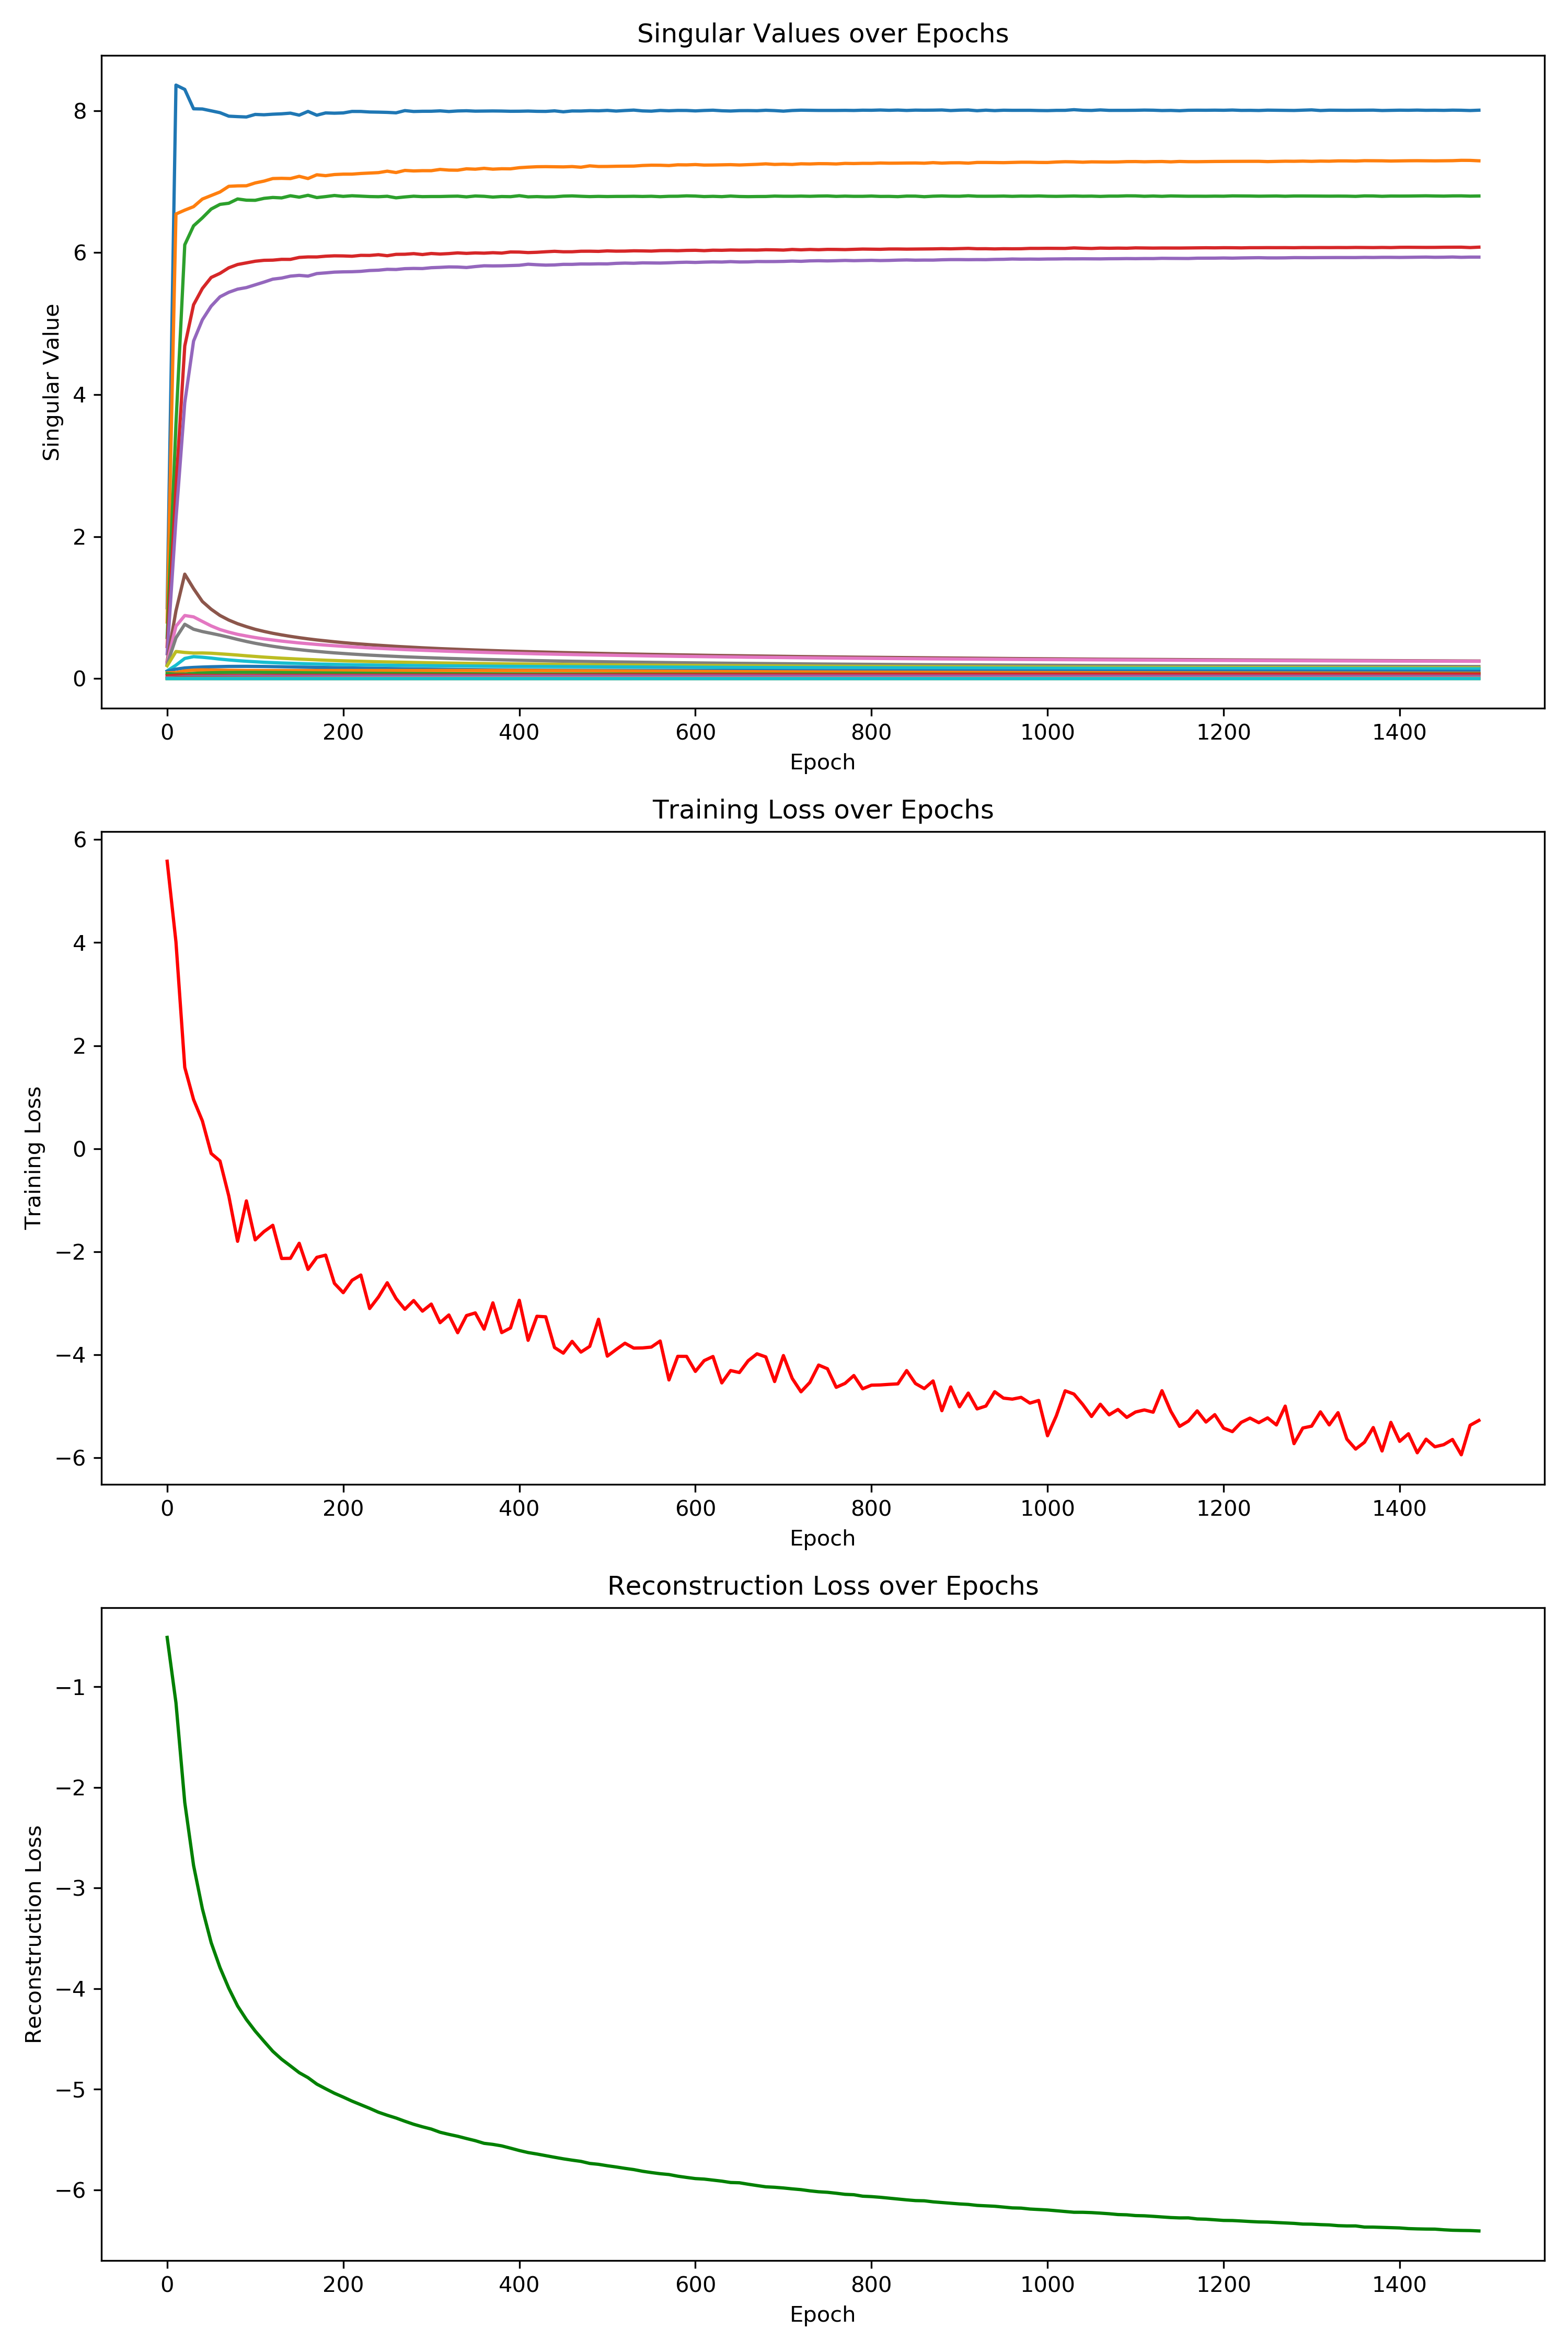 Singular Values over Epochs
Singular Value
8
6
4
2
0
0 200 400 600 800 1000 1200 1400
Epoch
Training Loss over Epochs
Training Loss
6
4
2
0
−2
−4
−6
0 200 400 600 800 1000 1200 1400
Epoch
Reconstruction Loss over Epochs
Reconstruction Loss
−1
−2
−3
−4
−5
−6
0 200 400 600 800 1000 1200 1400
Epoch